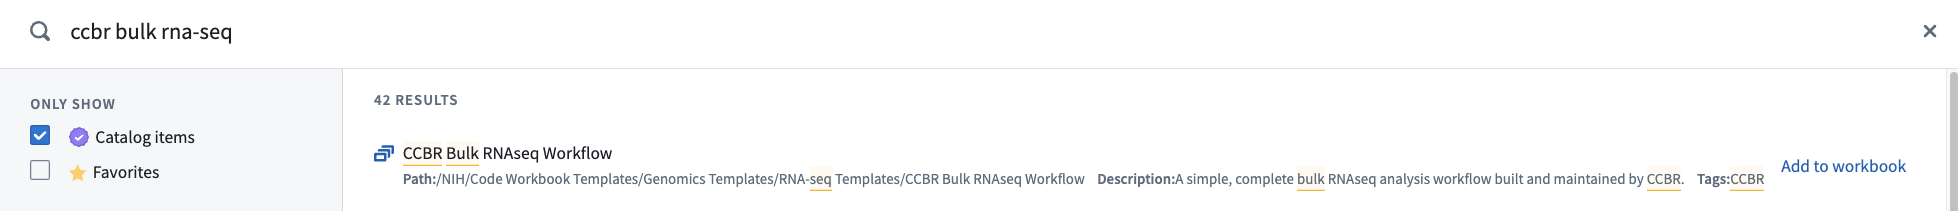 ccbr bulk rna-seq
ONLY SHOW
Catalog items
Favorites
42 RESULTS
CCBR Bulk RNAseq Workflow
Path:/NIH/Code Workbook Templates/Genomics Templates/RNA-seq Templates/CCBR Bulk RNAseq Workflow Description:A simple, complete bulk RNAseq analysis workflow built and maintained by CCBR. Tags:CCBR
Add to workbook